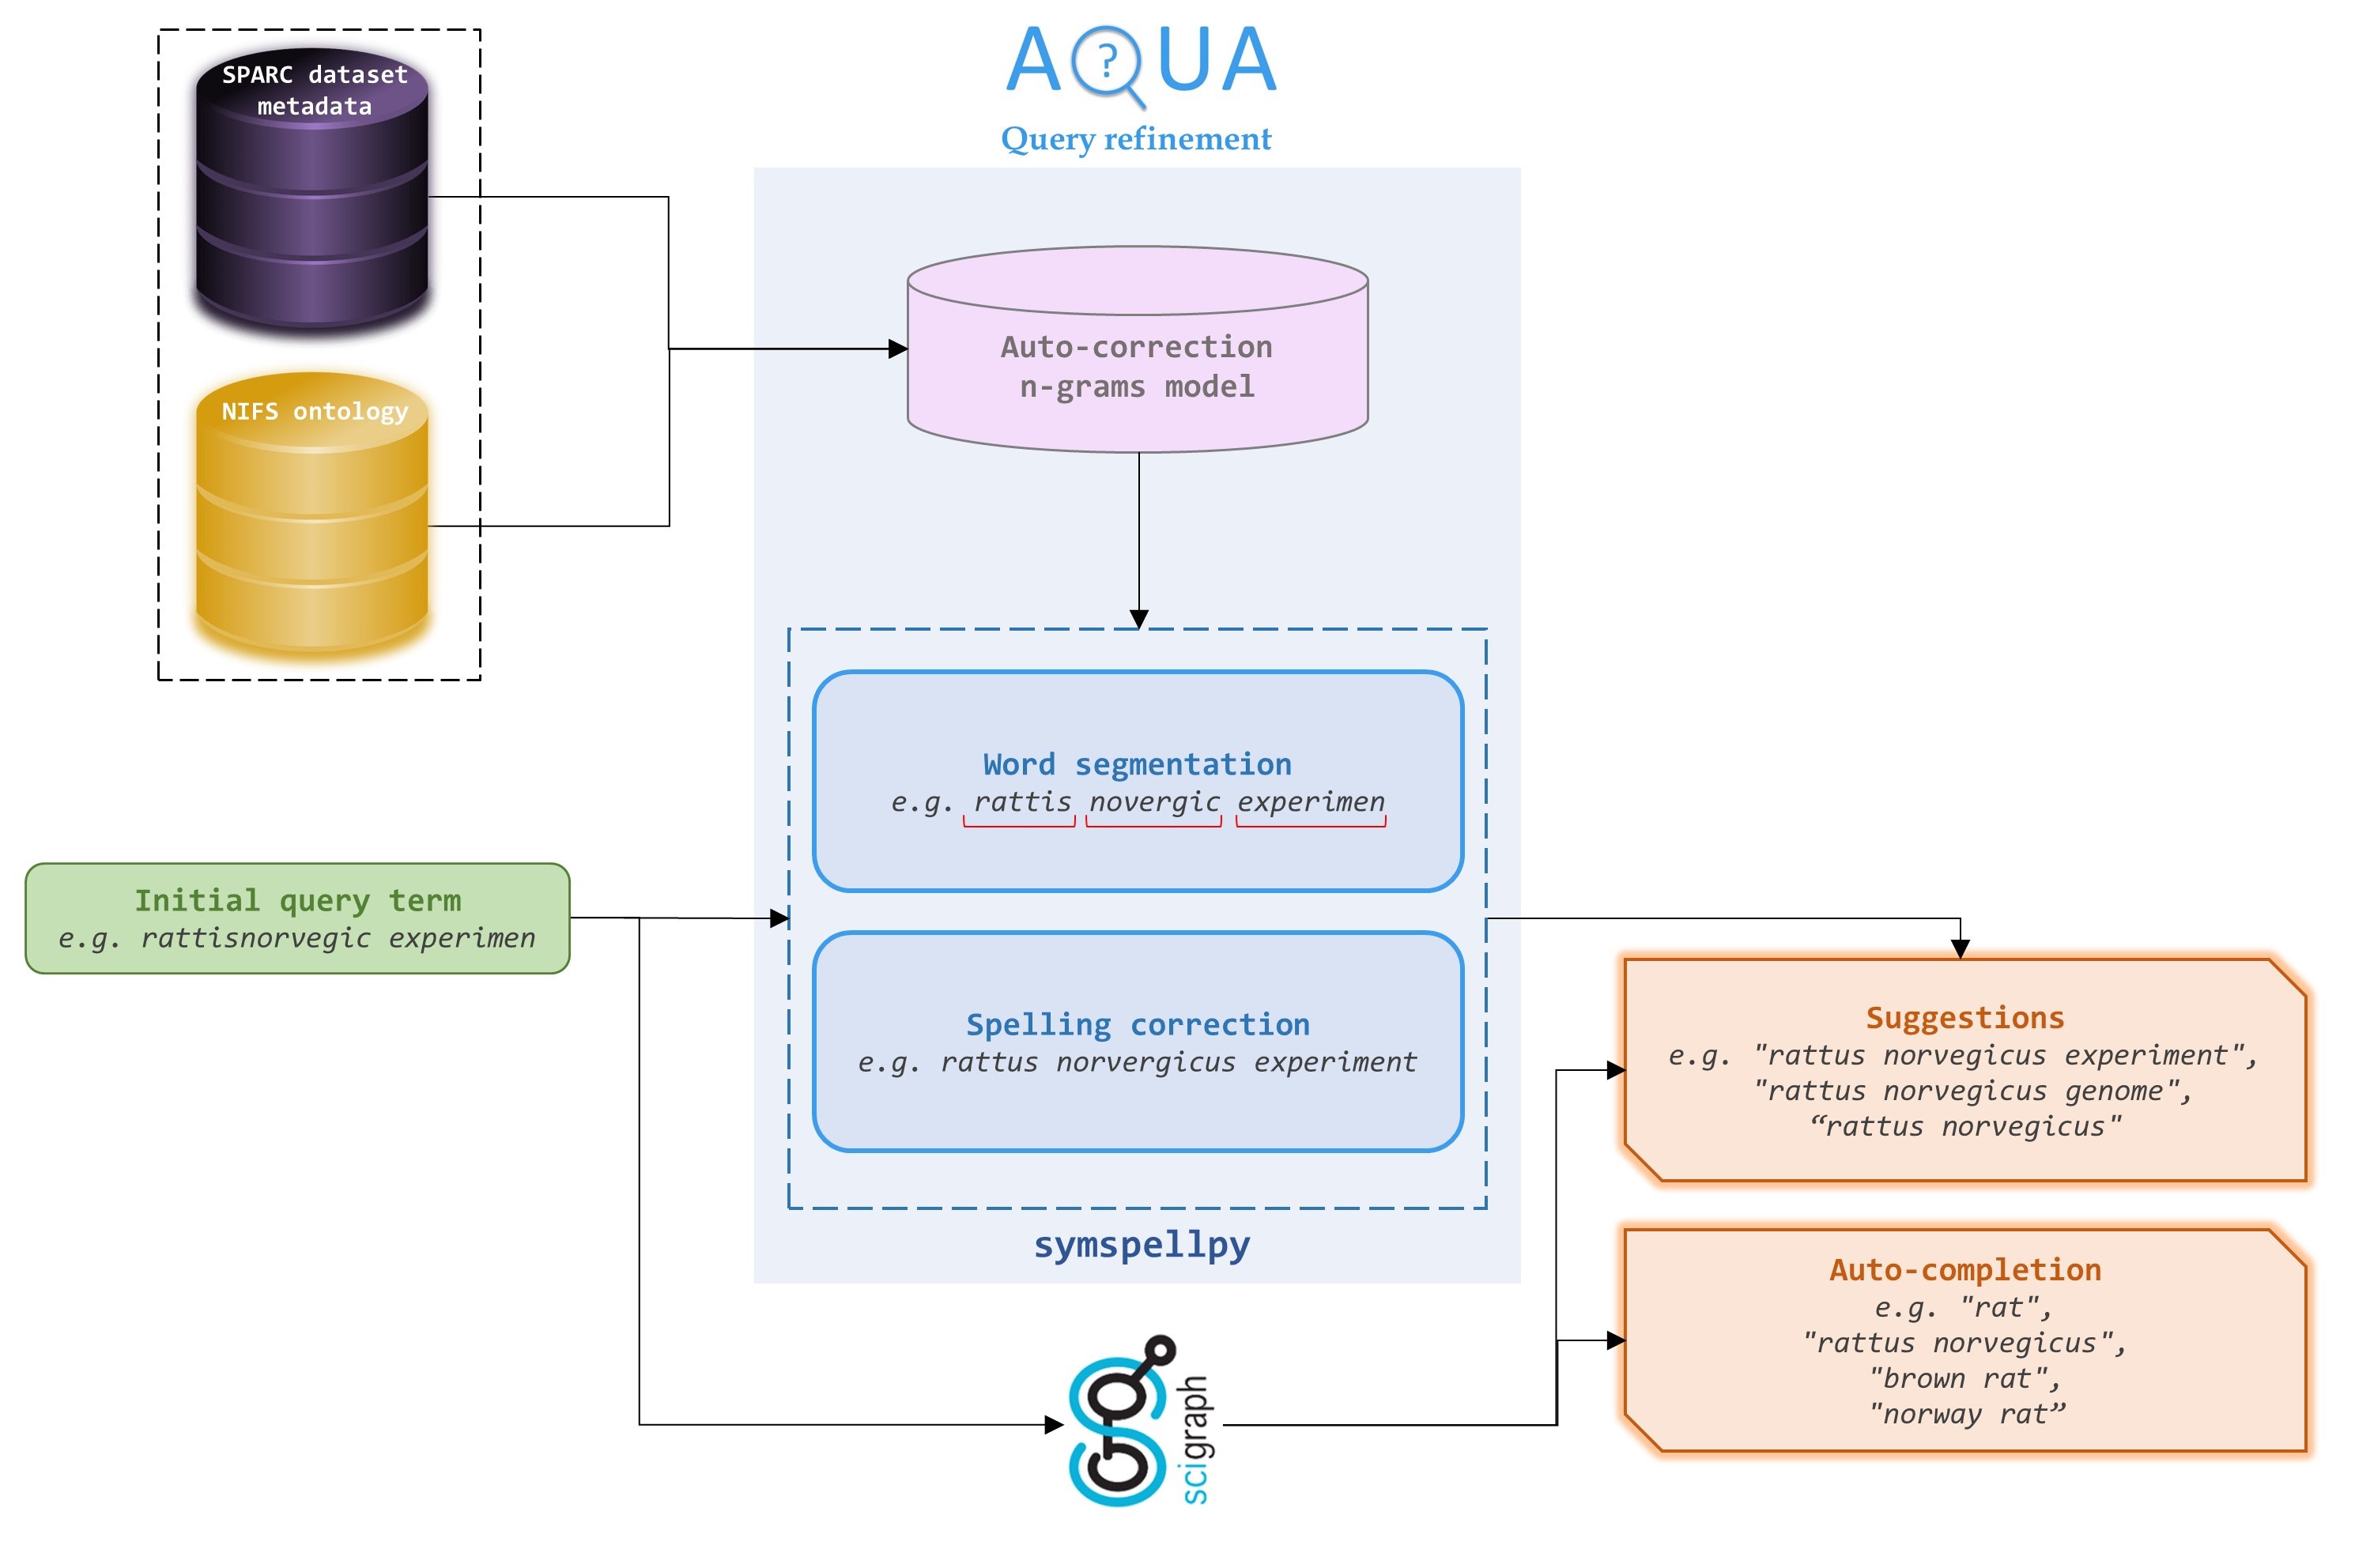 SPARC dataset
metadata
NIFS ontology
A?UA
Query refinement
Auto-correction
n-grams model
Word segmentation
e.g. rattis novergic experimen
Initial query term
e.g. rattisnorvegic experimen
Spelling correction
e.g. rattus norvergicus experiment
symspellpy
Suggestions
e.g. "rattus norvegicus experiment",
"rattus norvegicus genome",
“rattus norvegicus"
Auto-completion
e.g. "rat",
"rattus norvegicus",
"brown rat",
"norway rat”
scigraph